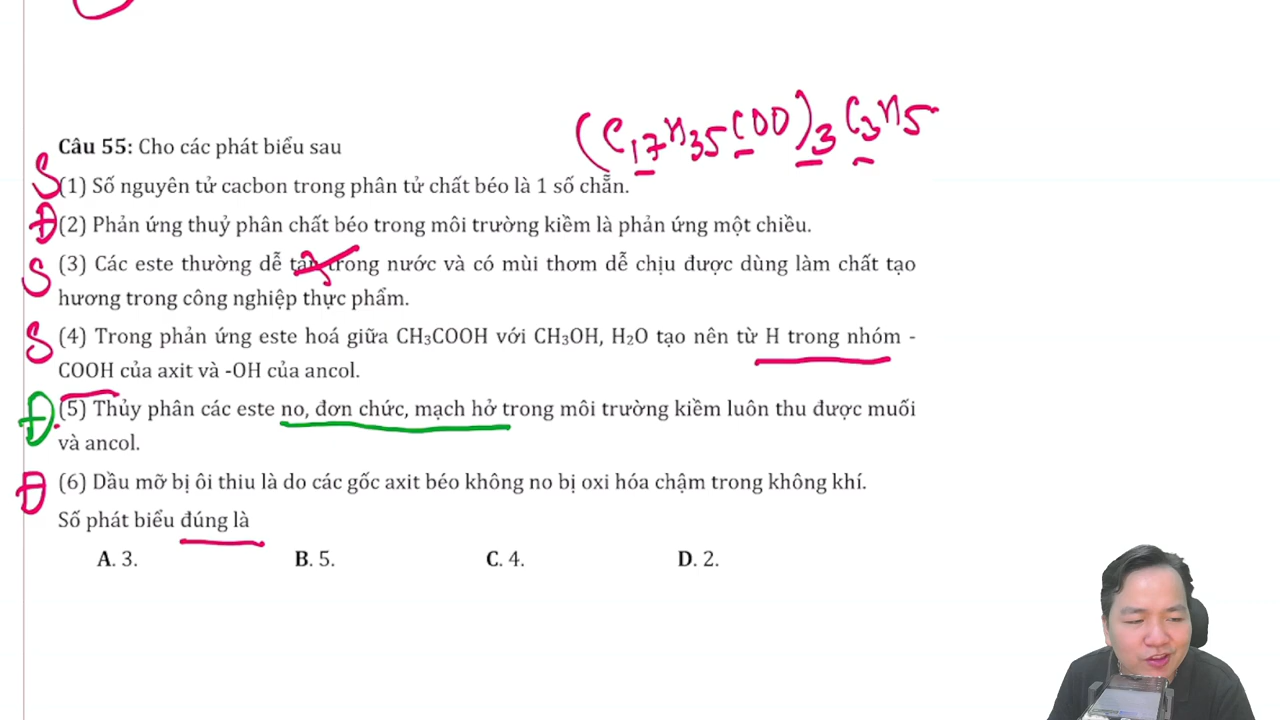 (C17H35COO)3C3H5
Câu 55: Cho các phát biểu sau
S (1) Số nguyên tử cacbon trong phân tử chất béo là 1 số chẵn.
Đ (2) Phản ứng thuỷ phân chất béo trong môi trường kiềm là phản ứng một chiều.
S (3) Các este thường dễ tan trong nước và có mùi thơm dễ chịu được dùng làm chất tạo
hương trong công nghiệp thực phẩm.
S (4) Trong phản ứng este hoá giữa CH₃COOH với CH₃OH, H₂O tạo nên từ H trong nhóm -
COOH của axit và -OH của ancol.
Đ (5) Thủy phân các este no, đơn chức, mạch hở trong môi trường kiềm luôn thu được muối
và ancol.
Đ (6) Dầu mỡ bị ôi thiu là do các gốc axit béo không no bị oxi hóa chậm trong không khí.
Số phát biểu đúng là
A. 3. B. 5. C. 4. D. 2.